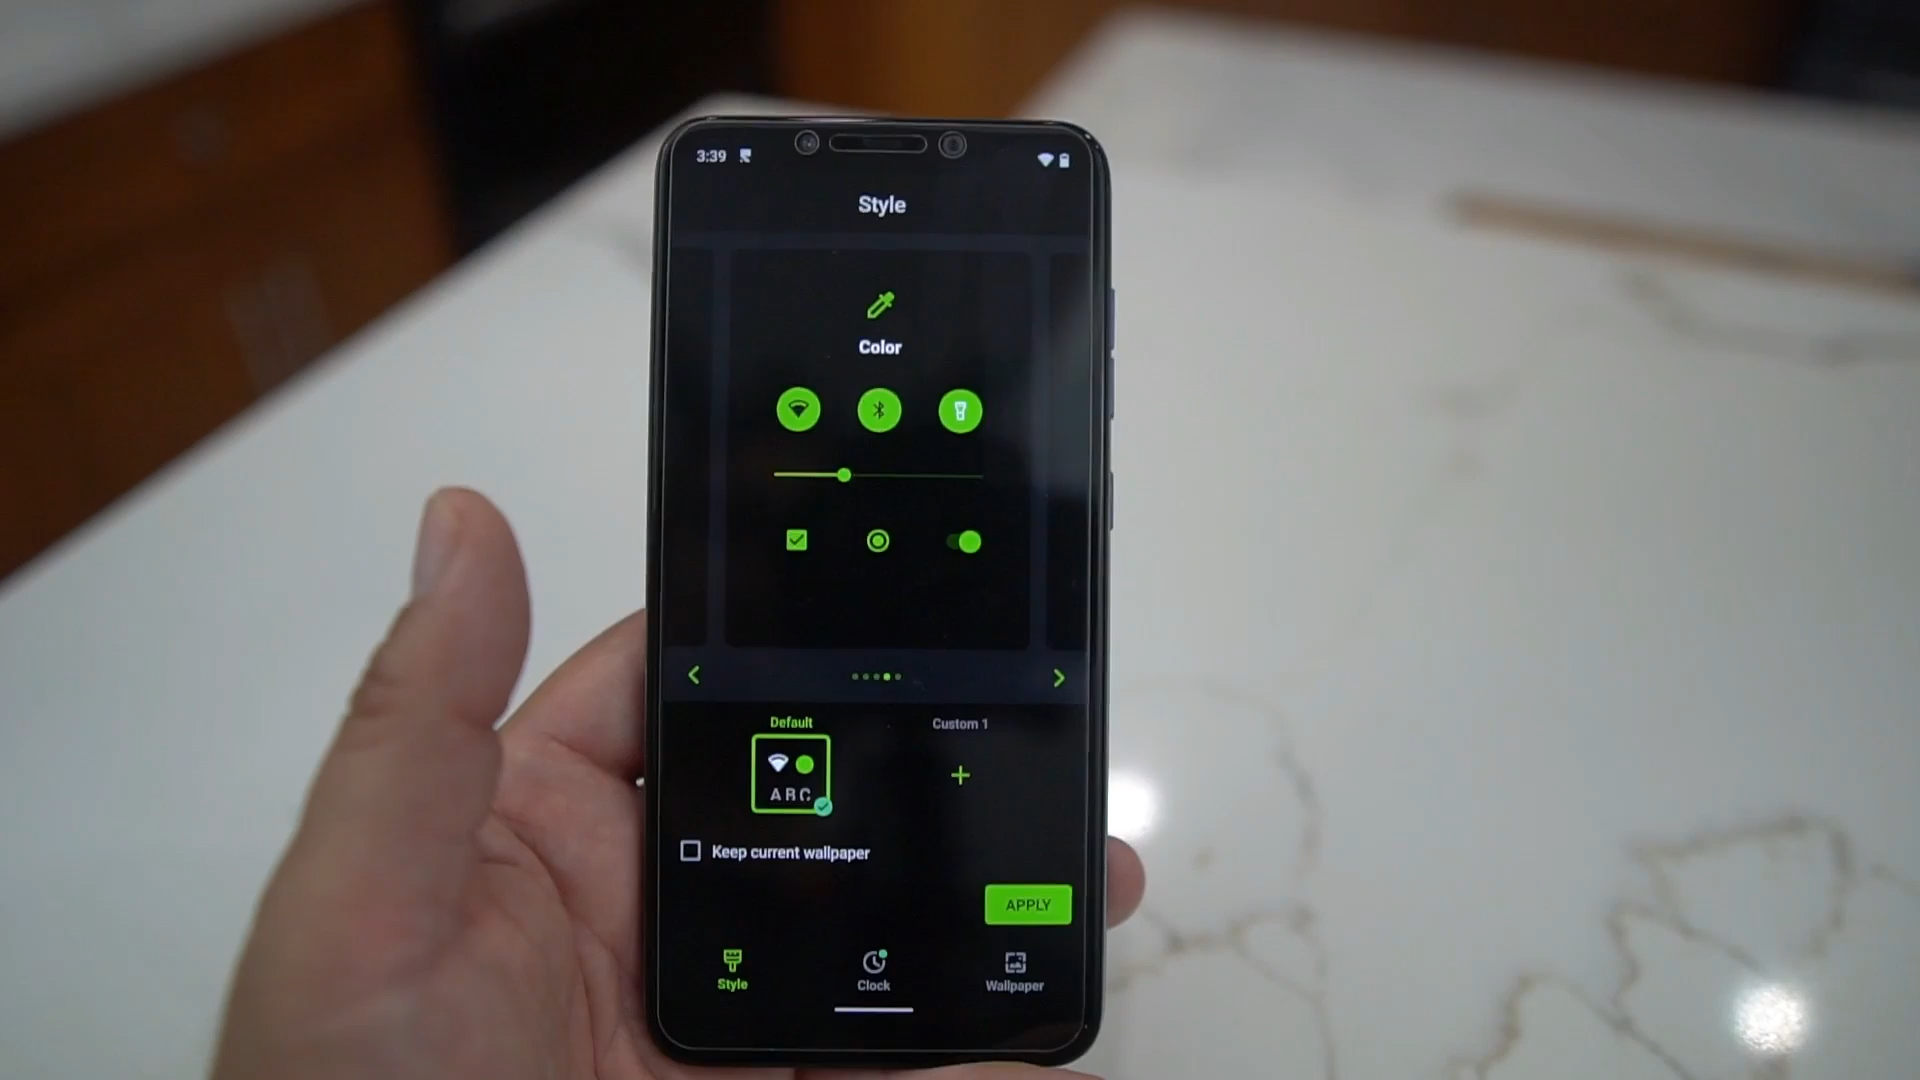 3:39
Style
Color
Default
Custom 1
ABC
Keep current wallpaper
APPLY
Style
Clock
Wallpaper